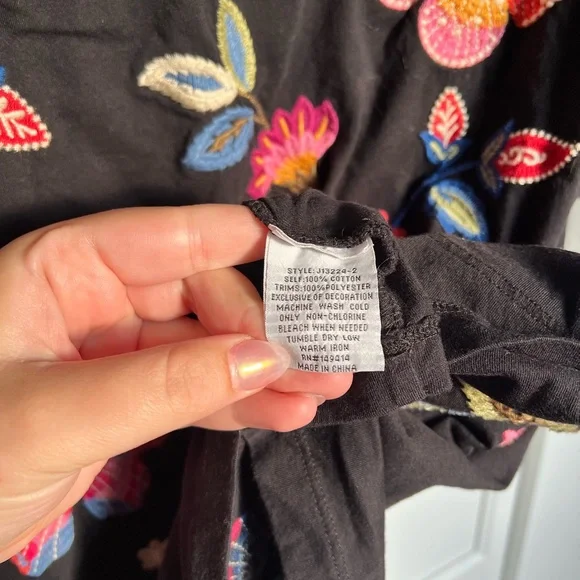 STYLE: J13224-2
SELF:100% COTTON
TRIMS:100%POLYESTER
EXCLUSIVE OF DECORATION
MACHINE WASH COLD
ONLY NON-CHLORINE
BLEACH WHEN NEEDED
TUMBLE DRY LOW
WARM IRON
RN#149414
MADE IN CHINA